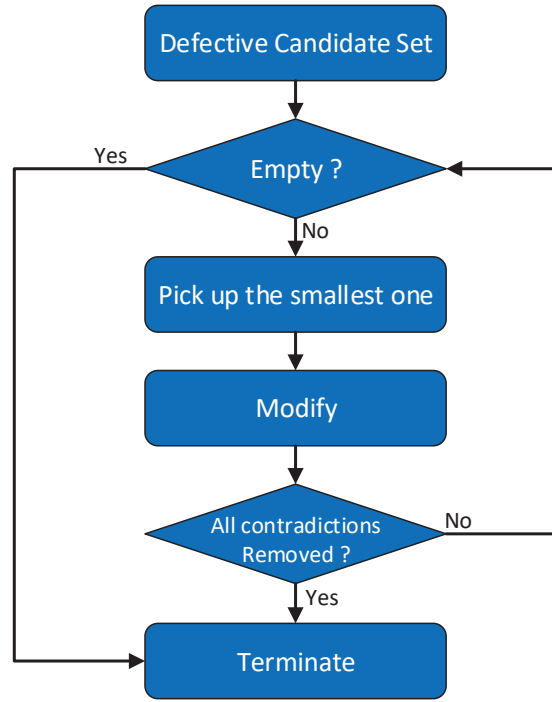 Defective Candidate Set
Yes
Empty ?
No
Pick up the smallest one
Modify
All contradictions
Removed ?
No
Yes
Terminate